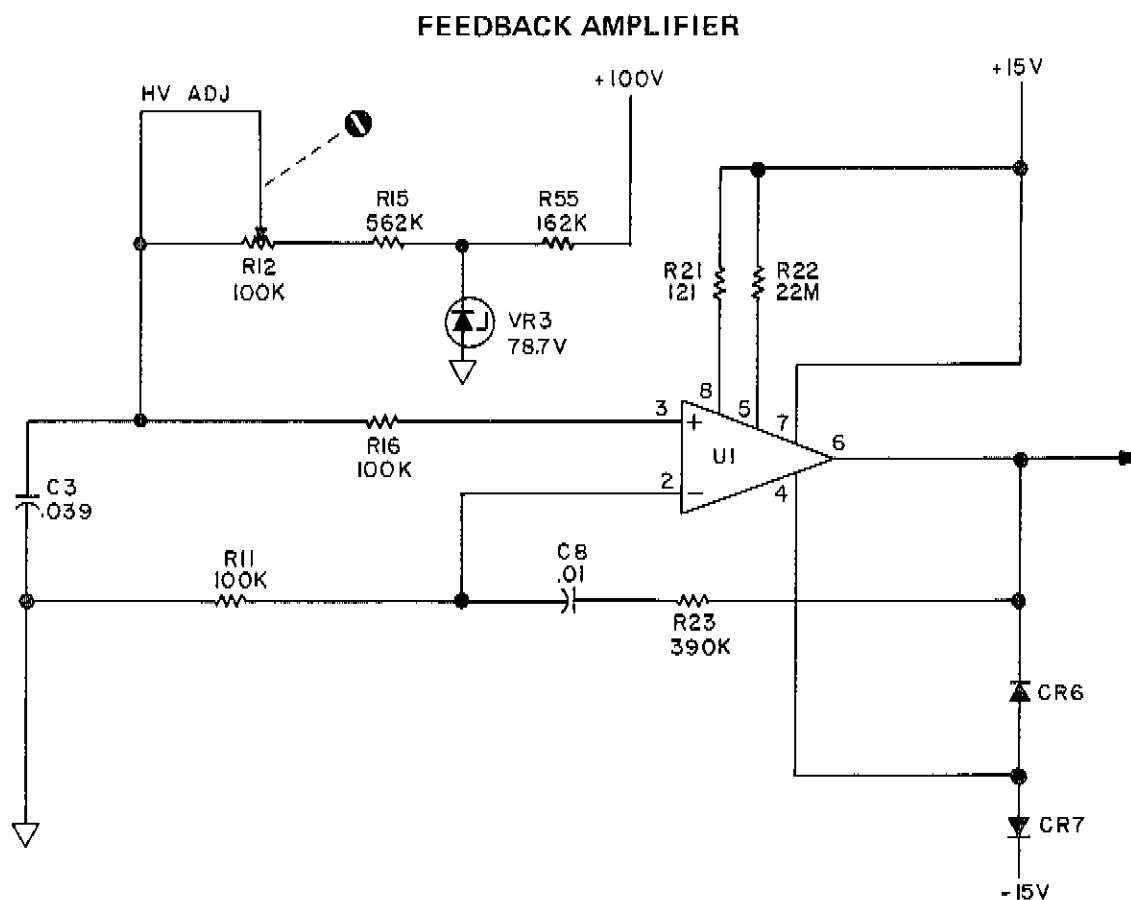 FEEDBACK AMPLIFIER
HV ADJ
+100V
+15V
R15
562K
R55
162K
R12
100K
VR3
78.7V
R21
121
R22
22M
8
5
7
3
+
R16
100K
U1
6
2
−
4
C3
.039
R11
100K
C8
.01
R23
390K
CR6
CR7
-15V